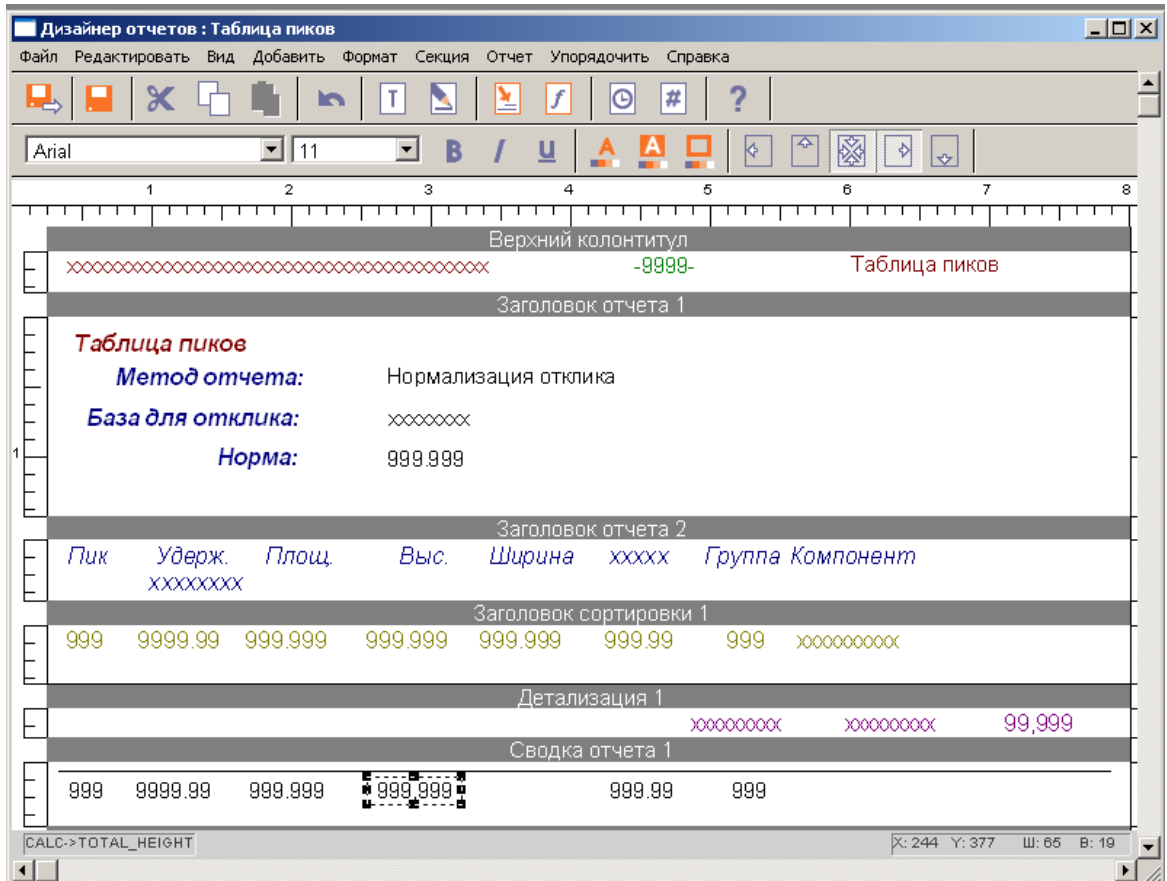 Дизайнер отчетов : Таблица пиков
Файл Редактировать Вид Добавить Формат Секция Отчет Упорядочить Справка
T f # ?
Arial 11 B I U A A
1 2 3 4 5 6 7 8
Верхний колонтитул
xxxxxxxxxxxxxxxxxxxxxxxxxxxxxxxxxxxxxxxx -9999- Таблица пиков
Заголовок отчета 1
Таблица пиков
Метод отчета: Нормализация отклика
База для отклика: xxxxxxxx
1
Норма: 999.999
Заголовок отчета 2
Пик Удерж. Площ. Выс. Ширина xxxxx Группа Компонент
xxxxxxxx
Заголовок сортировки 1
999 9999.99 999.999 999.999 999.999 999.99 999 xxxxxxxxxx
Детализация 1
xxxxxxxxx xxxxxxxxx 99,999
Сводка отчета 1
999 9999.99 999.999 999.999 999.99 999
CALC->TOTAL_HEIGHT X: 244 Y: 377 Ш: 65 В: 19